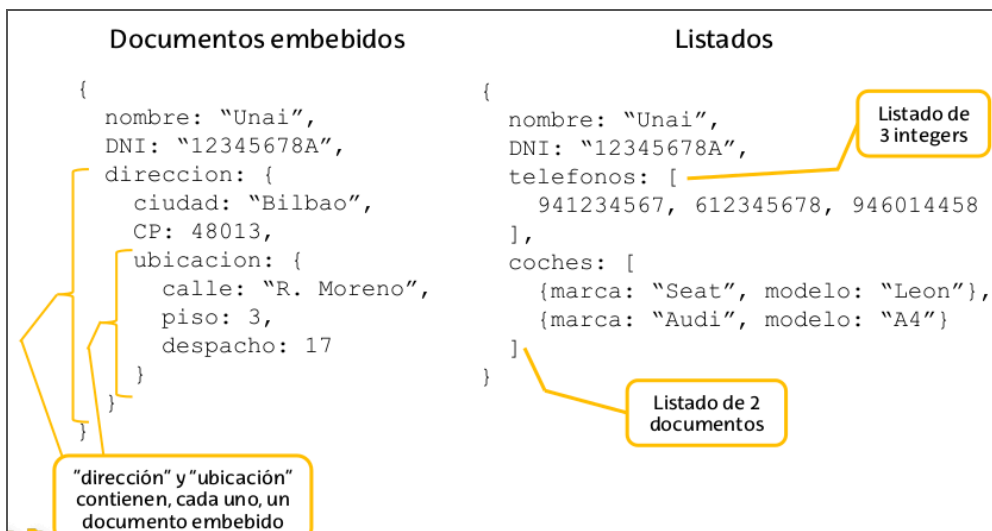 Documentos embebidos
{
nombre: “Unai”,
DNI: “12345678A”,
direccion: {
ciudad: “Bilbao”,
CP: 48013,
ubicacion: {
calle: “R. Moreno”,
piso: 3,
despacho: 17
}
}
}
“dirección” y “ubicación”
contienen, cada uno, un
documento embebido
Listados
{
nombre: “Unai”,
DNI: “12345678A”,
telefonos: [
941234567, 612345678, 946014458
],
coches: [
{marca: “Seat”, modelo: “Leon”},
{marca: “Audi”, modelo: “A4”}
]
}
Listado de
3 integers
Listado de 2
documentos